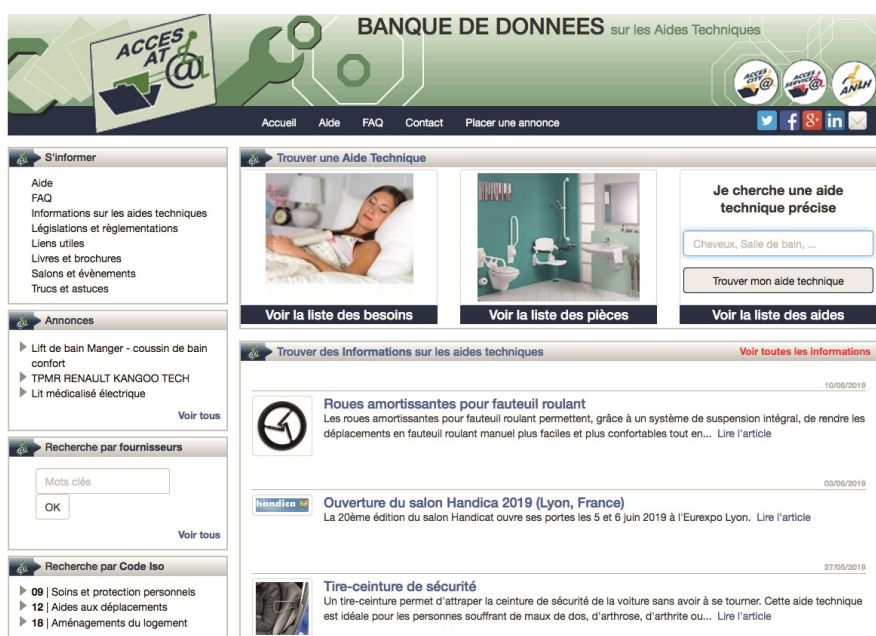 ACCES
AT @
BANQUE DE DONNEES sur les Aides Techniques
ACCES
CITY @
ACCES
SERVICE @
ANLH
Accueil Aide FAQ Contact Placer une annonce
S'informer
Aide
FAQ
Informations sur les aides techniques
Législations et règlementations
Liens utiles
Livres et brochures
Salons et évènements
Trucs et astuces
Annonces
Lift de bain Manger - coussin de bain
confort
TPMR RENAULT KANGOO TECH
Lit médicalisé électrique
Voir tous
Recherche par fournisseurs
Mots clés
OK
Voir tous
Recherche par Code Iso
09 | Soins et protection personnels
12 | Aides aux déplacements
18 | Aménagements du logement
Trouver une Aide Technique
Voir la liste des besoins
Voir la liste des pièces
Je cherche une aide
technique précise
Cheveux, Salle de bain, ...
Trouver mon aide technique
Voir la liste des aides
Trouver des Informations sur les aides techniques
Voir toutes les informations
10/06/2019
Roues amortissantes pour fauteuil roulant
Les roues amortissantes pour fauteuil roulant permettent, grâce à un système de suspension intégral, de rendre les
déplacements en fauteuil roulant manuel plus faciles et plus confortables tout en... Lire l'article
03/06/2019
handica
Ouverture du salon Handica 2019 (Lyon, France)
La 20ème édition du salon Handicat ouvre ses portes les 5 et 6 juin 2019 à l'Eurexpo Lyon. Lire l'article
27/05/2019
Tire-ceinture de sécurité
Un tire-ceinture permet d'attraper la ceinture de sécurité de la voiture sans avoir à se tourner. Cette aide technique
est idéale pour les personnes souffrant de maux de dos, d'arthrose, d'arthrite ou... Lire l'article